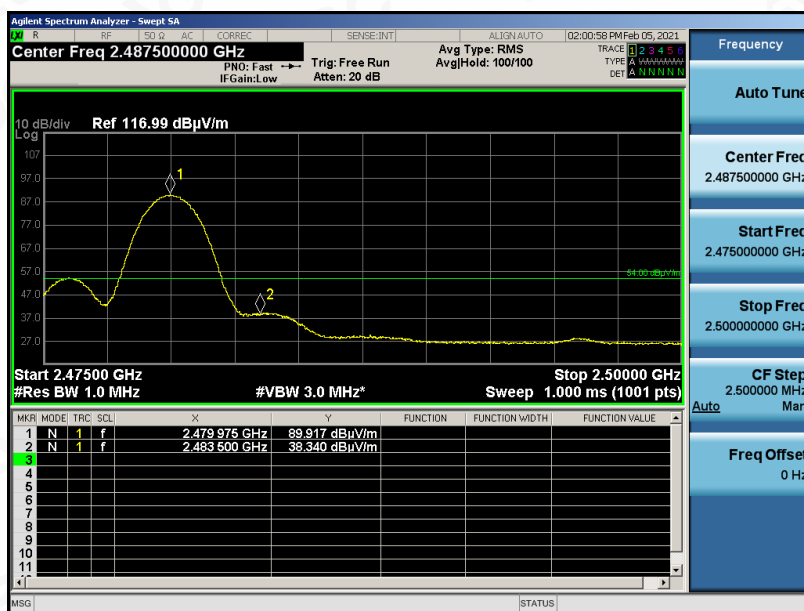 Agilent Spectrum Analyzer - Swept SA
LXI R RF 50 Ω AC CORREC SENSE:INT ALIGN AUTO 02:00:58 PM Feb 05, 2021
Center Freq 2.487500000 GHz
PNO: Fast Trig: Free Run Avg Type: RMS TRACE 1 2 3 4 5 6
IFGain:Low Atten: 20 dB Avg|Hold: 100/100 TYPE A WWWWW
DET A N N N N N
10 dB/div Ref 116.99 dBµV/m
Log
107
97.0
87.0
77.0
67.0
57.0
47.0
37.0
27.0
1
2
54.00 dBµV/m
Start 2.47500 GHz Stop 2.50000 GHz
#Res BW 1.0 MHz #VBW 3.0 MHz* Sweep 1.000 ms (1001 pts)
MKR MODE TRC SCL X Y FUNCTION FUNCTION WIDTH FUNCTION VALUE
1 N 1 f 2.479 975 GHz 89.917 dBµV/m
2 N 1 f 2.483 500 GHz 38.340 dBµV/m
3
4
5
6
7
8
9
10
11
MSG STATUS
Frequency
Auto Tune
Center Freq
2.487500000 GHz
Start Freq
2.475000000 GHz
Stop Freq
2.500000000 GHz
CF Step
2.500000 MHz
Auto Man
Freq Offset
0 Hz